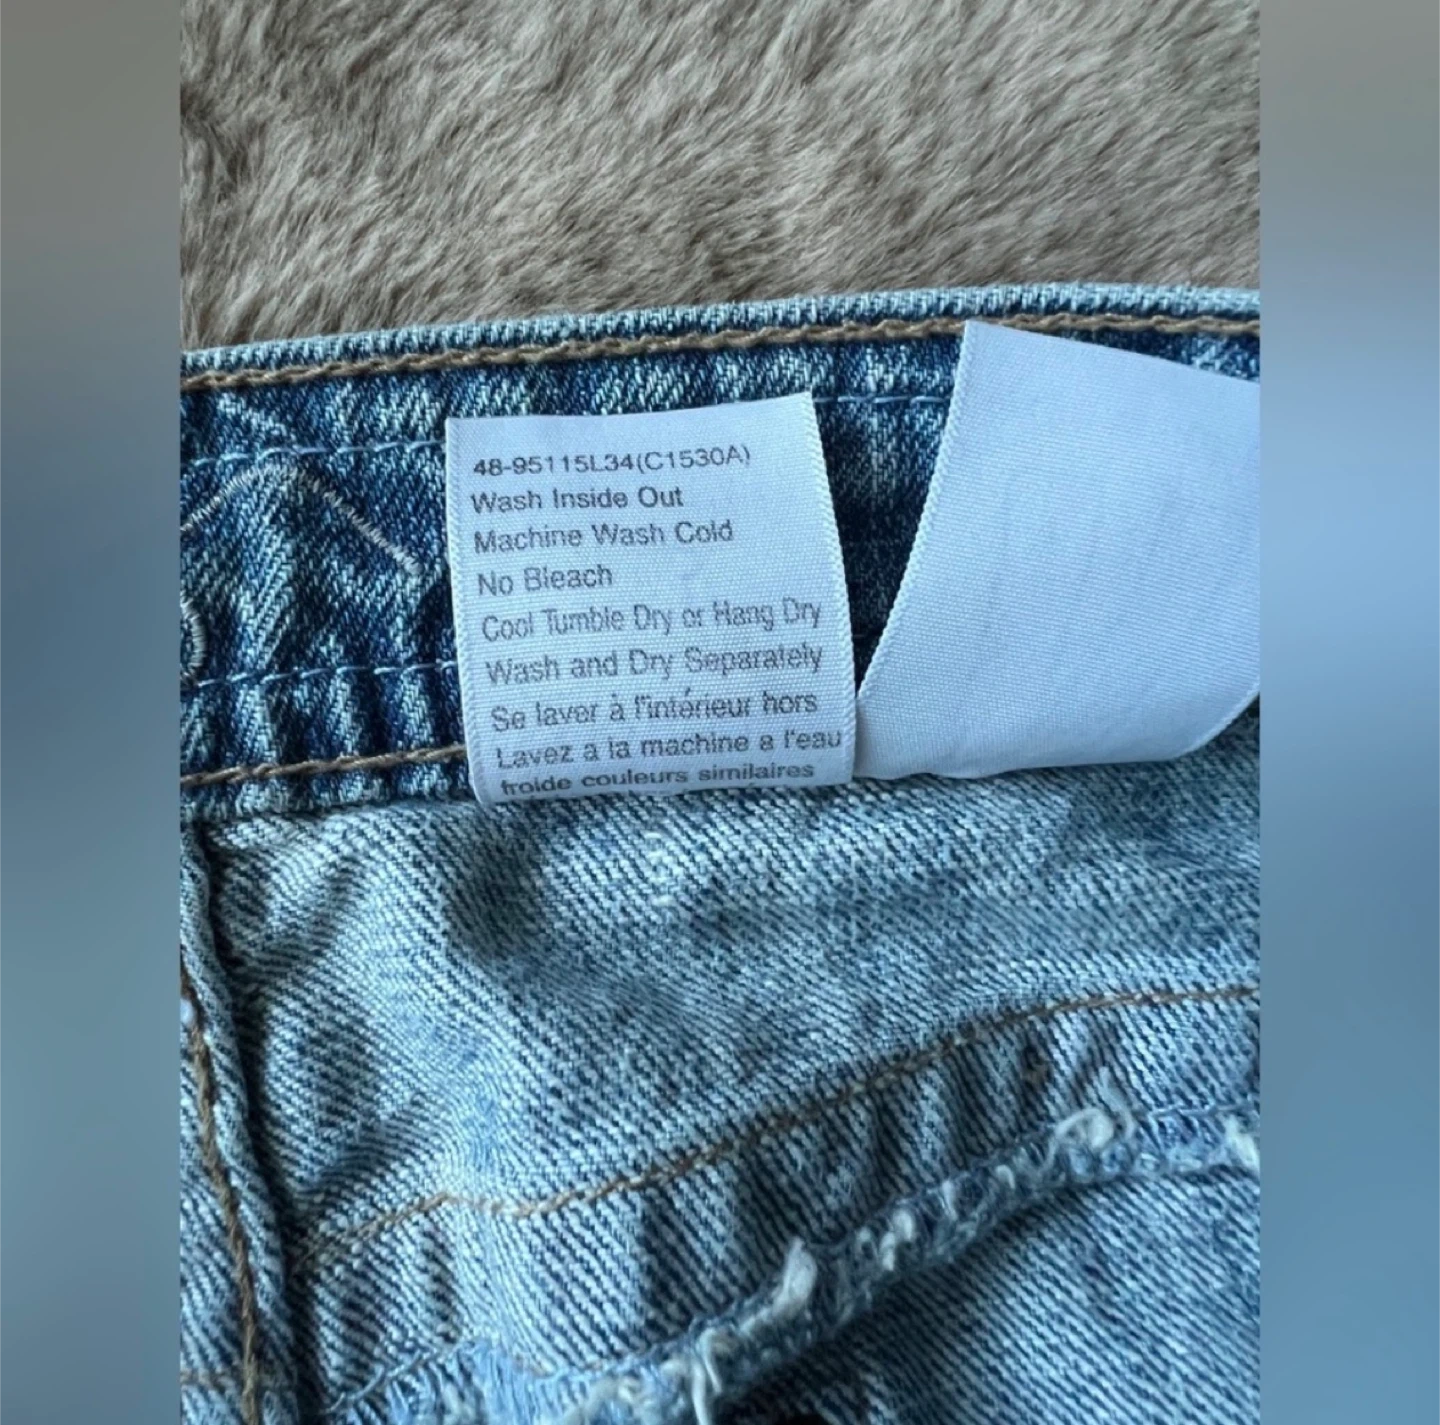 48-95115L34(C1530A)
Wash Inside Out
Machine Wash Cold
No Bleach
Cool Tumble Dry or Hang Dry
Wash and Dry Separately
Se laver à l'intérieur hors
Lavez a la machine a l'eau
froide couleurs similaires